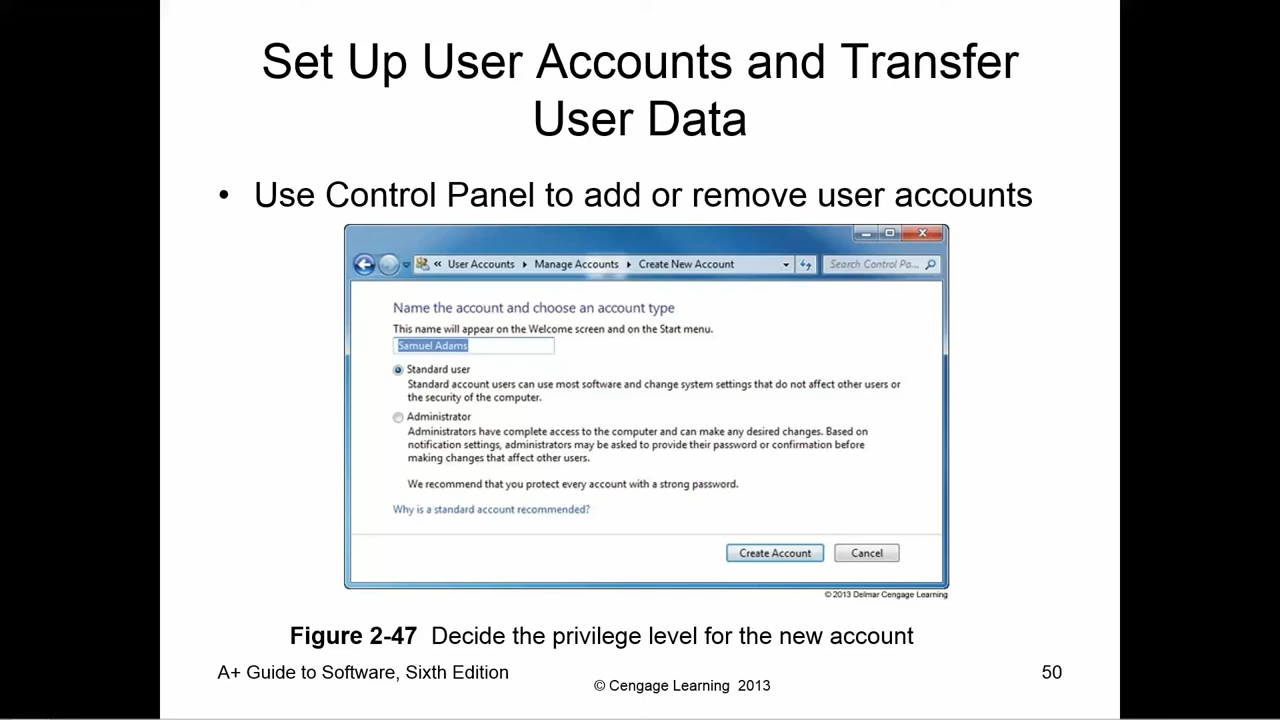 Set Up User Accounts and Transfer
User Data
• Use Control Panel to add or remove user accounts
« User Accounts ▸ Manage Accounts ▸ Create New Account
Search Control Pa...
Name the account and choose an account type
This name will appear on the Welcome screen and on the Start menu.
Samuel Adams
Standard user
Standard account users can use most software and change system settings that do not affect other users or
the security of the computer.
Administrator
Administrators have complete access to the computer and can make any desired changes. Based on
notification settings, administrators may be asked to provide their password or confirmation before
making changes that affect other users.
We recommend that you protect every account with a strong password.
Why is a standard account recommended?
Create Account
Cancel
© 2013 Delmar Cengage Learning
Figure 2-47 Decide the privilege level for the new account
A+ Guide to Software, Sixth Edition
© Cengage Learning 2013
50